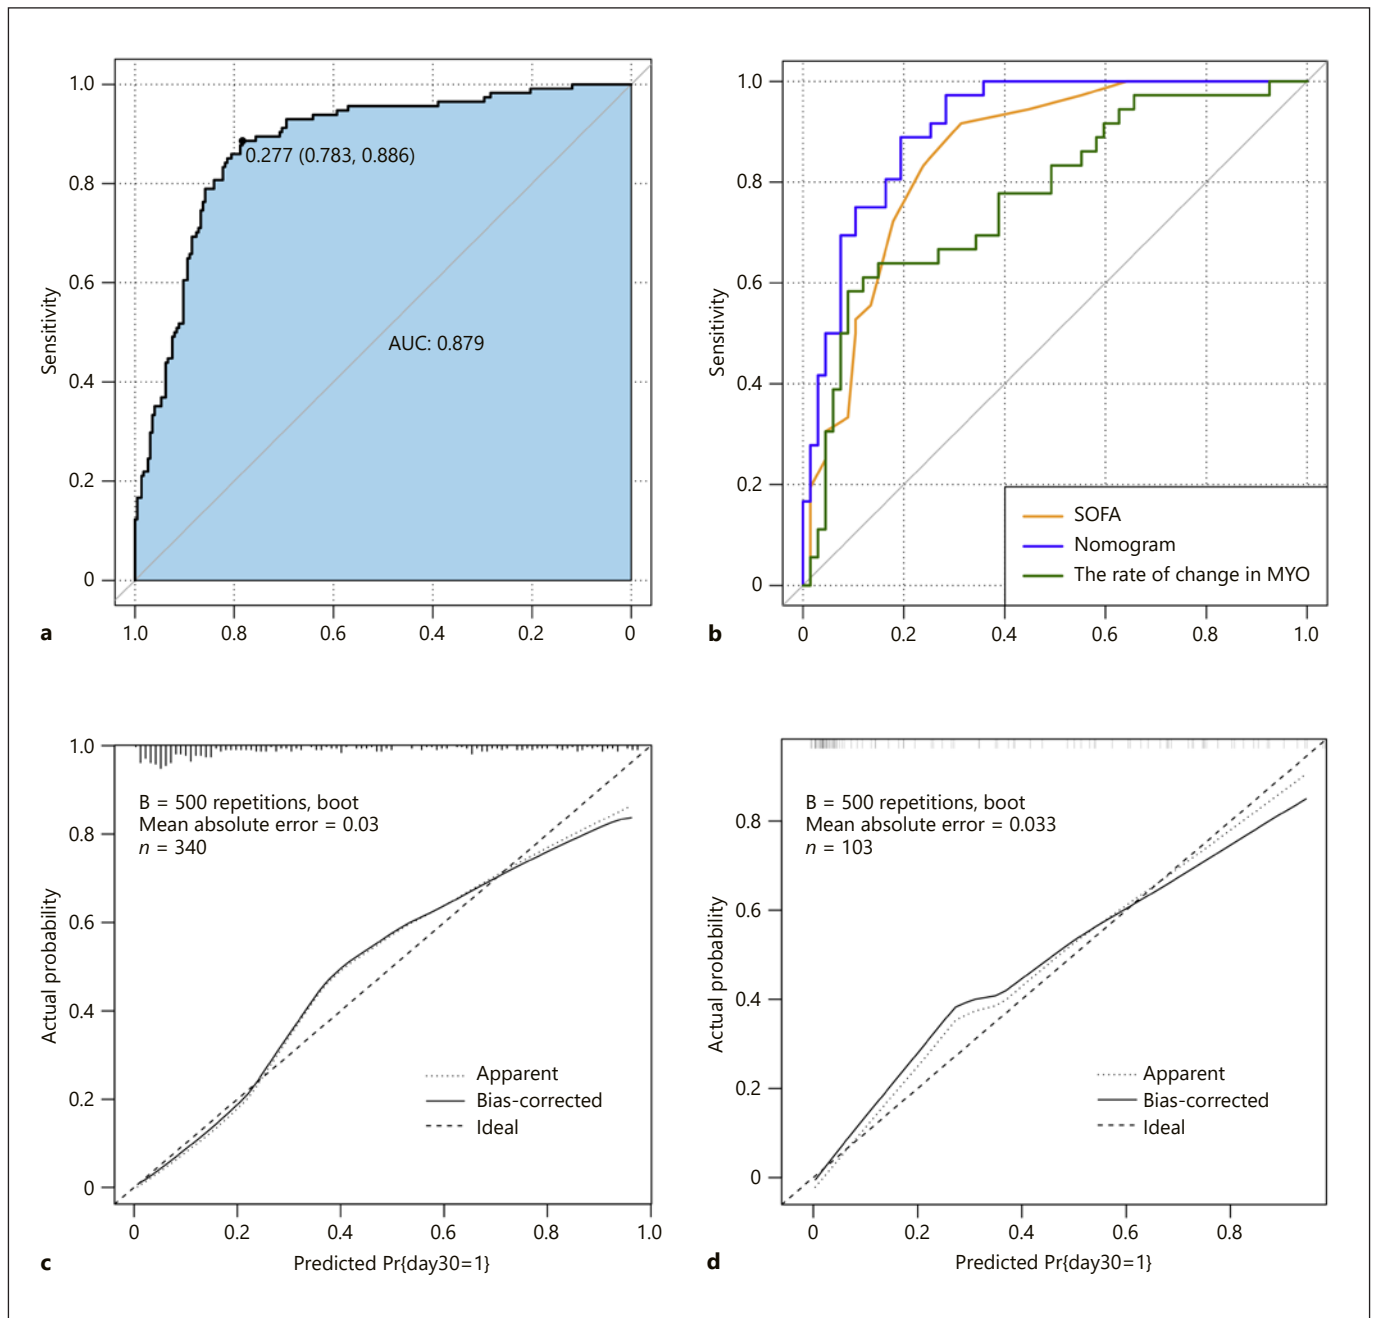 1.0
0.8
0.6
0.4
0.2
0
Sensitivity
0.277 (0.783, 0.886)
AUC: 0.879
1.0 0.8 0.6 0.4 0.2 0
a
1.0
0.8
0.6
0.4
0.2
0
Sensitivity
SOFA
Nomogram
The rate of change in MYO
0 0.2 0.4 0.6 0.8 1.0
b
1.0
0.8
0.6
0.4
0.2
0
Actual probability
B = 500 repetitions, boot
Mean absolute error = 0.03
n = 340
Apparent
Bias-corrected
Ideal
0 0.2 0.4 0.6 0.8 1.0
Predicted Pr{day30=1}
c
0.8
0.6
0.4
0.2
0
Actual probability
B = 500 repetitions, boot
Mean absolute error = 0.033
n = 103
Apparent
Bias-corrected
Ideal
0 0.2 0.4 0.6 0.8
Predicted Pr{day30=1}
d